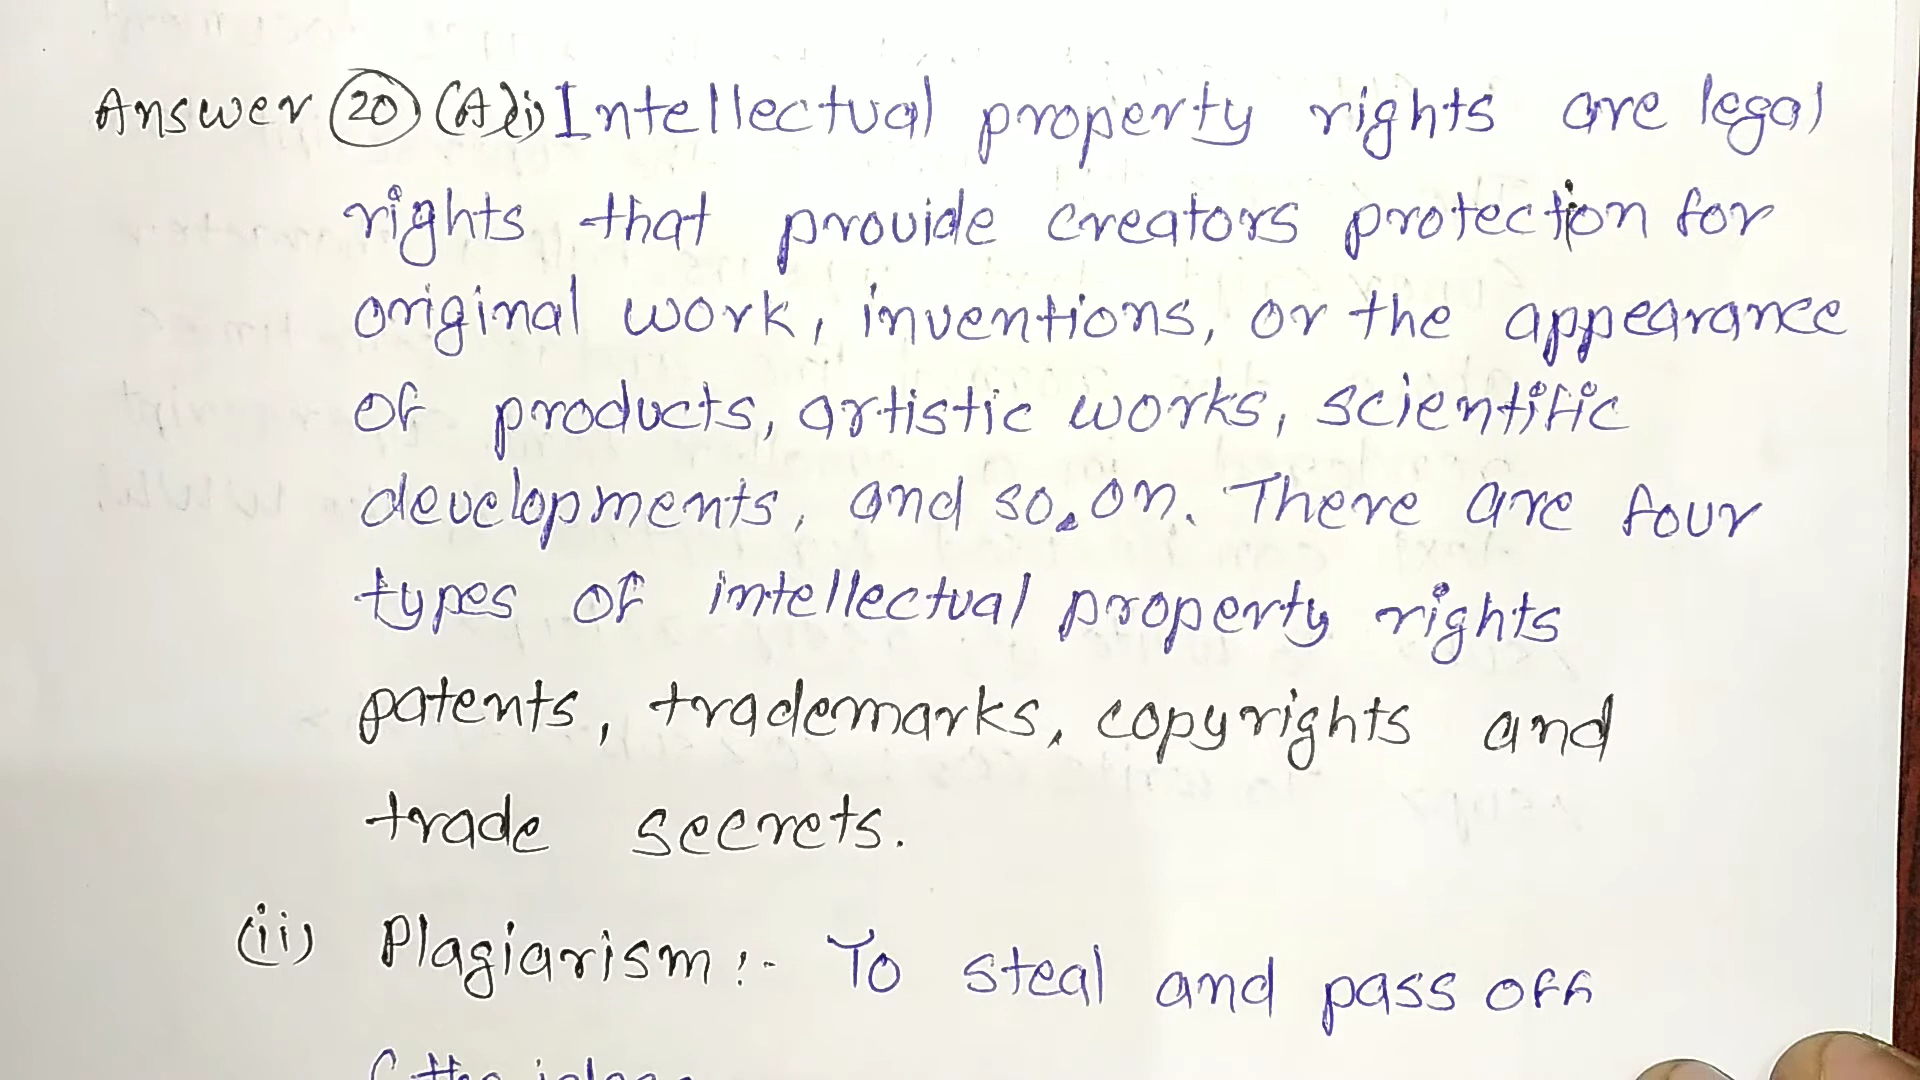 Answer (20) (A)(i) Intellectual property rights are legal
rights that provide creators protection for
original work, inventions, or the appearance
of products, artistic works, scientific
developments, and so on. There are four
types of intellectual property rights
patents, trademarks, copyrights and
trade secrets.
(ii) Plagiarism :- To steal and pass off
(the ideas